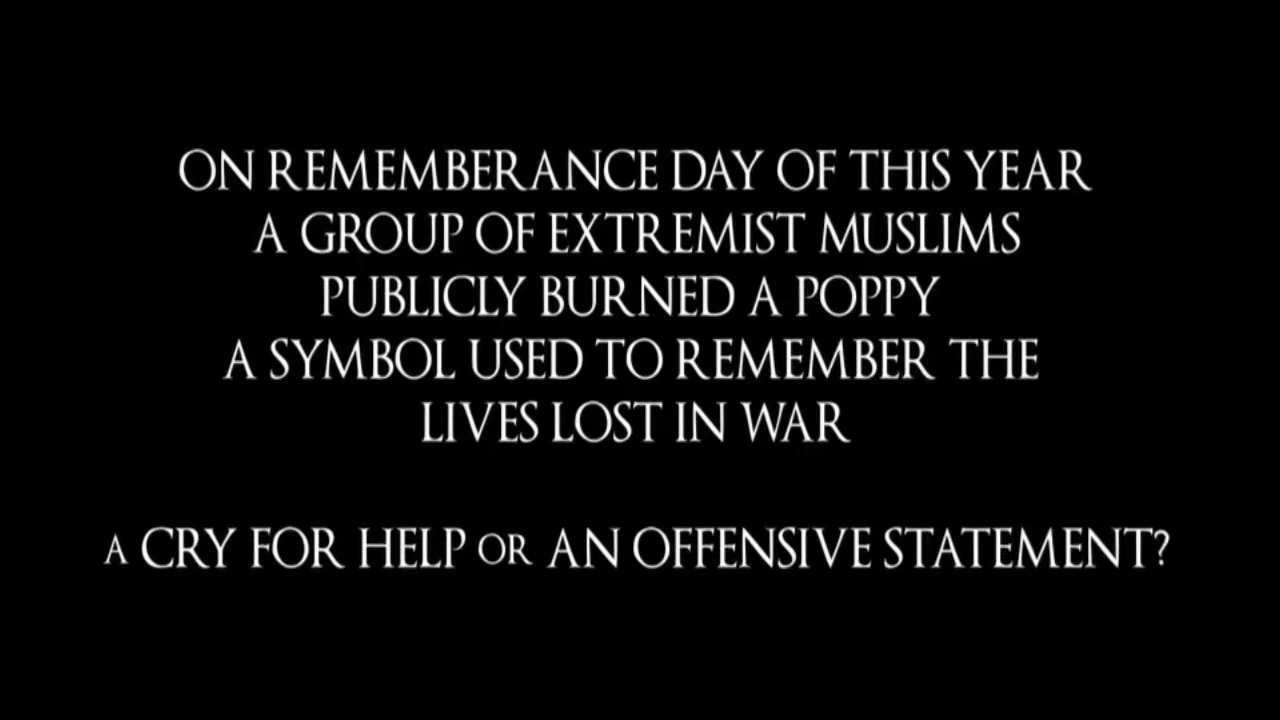 ON REMEMBERANCE DAY OF THIS YEAR
A GROUP OF EXTREMIST MUSLIMS
PUBLICLY BURNED A POPPY
A SYMBOL USED TO REMEMBER THE
LIVES LOST IN WAR
A CRY FOR HELP OR AN OFFENSIVE STATEMENT?